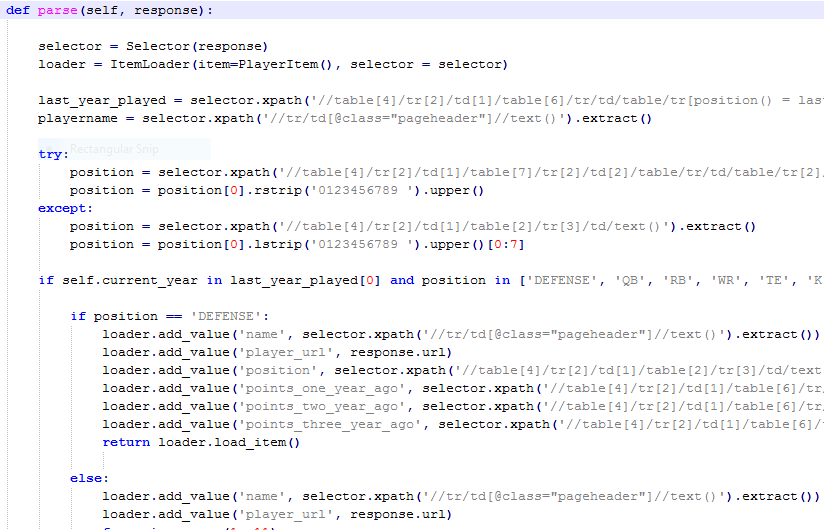 def parse(self, response):
selector = Selector(response)
loader = ItemLoader(item=PlayerItem(), selector = selector)
last_year_played = selector.xpath('//table[4]/tr[2]/td[1]/table[6]/tr/td/table/tr[position() = las
playername = selector.xpath('//tr/td[@class="pageheader"]//text()').extract()
Rectangular Snip
try:
position = selector.xpath('//table[4]/tr[2]/td[1]/table[7]/tr[2]/td[2]/table/tr/td/table/tr[2]/
position = position[0].rstrip('0123456789 ').upper()
except:
position = selector.xpath('//table[4]/tr[2]/td[1]/table[2]/tr[3]/td/text()').extract()
position = position[0].lstrip('0123456789 ').upper()[0:7]
if self.current_year in last_year_played[0] and position in ['DEFENSE', 'QB', 'RB', 'WR', 'TE', 'K
if position == 'DEFENSE':
loader.add_value('name', selector.xpath('//tr/td[@class="pageheader"]//text()').extract())
loader.add_value('player_url', response.url)
loader.add_value('position', selector.xpath('//table[4]/tr[2]/td[1]/table[2]/tr[3]/td/text
loader.add_value('points_one_year_ago', selector.xpath('//table[4]/tr[2]/td[1]/table[6]/tr/
loader.add_value('points_two_year_ago', selector.xpath('//table[4]/tr[2]/td[1]/table[6]/tr/
loader.add_value('points_three_year_ago', selector.xpath('//table[4]/tr[2]/td[1]/table[6]/t
return loader.load_item()
else:
loader.add_value('name', selector.xpath('//tr/td[@class="pageheader"]//text()').extract())
loader.add_value('player_url', response.url)